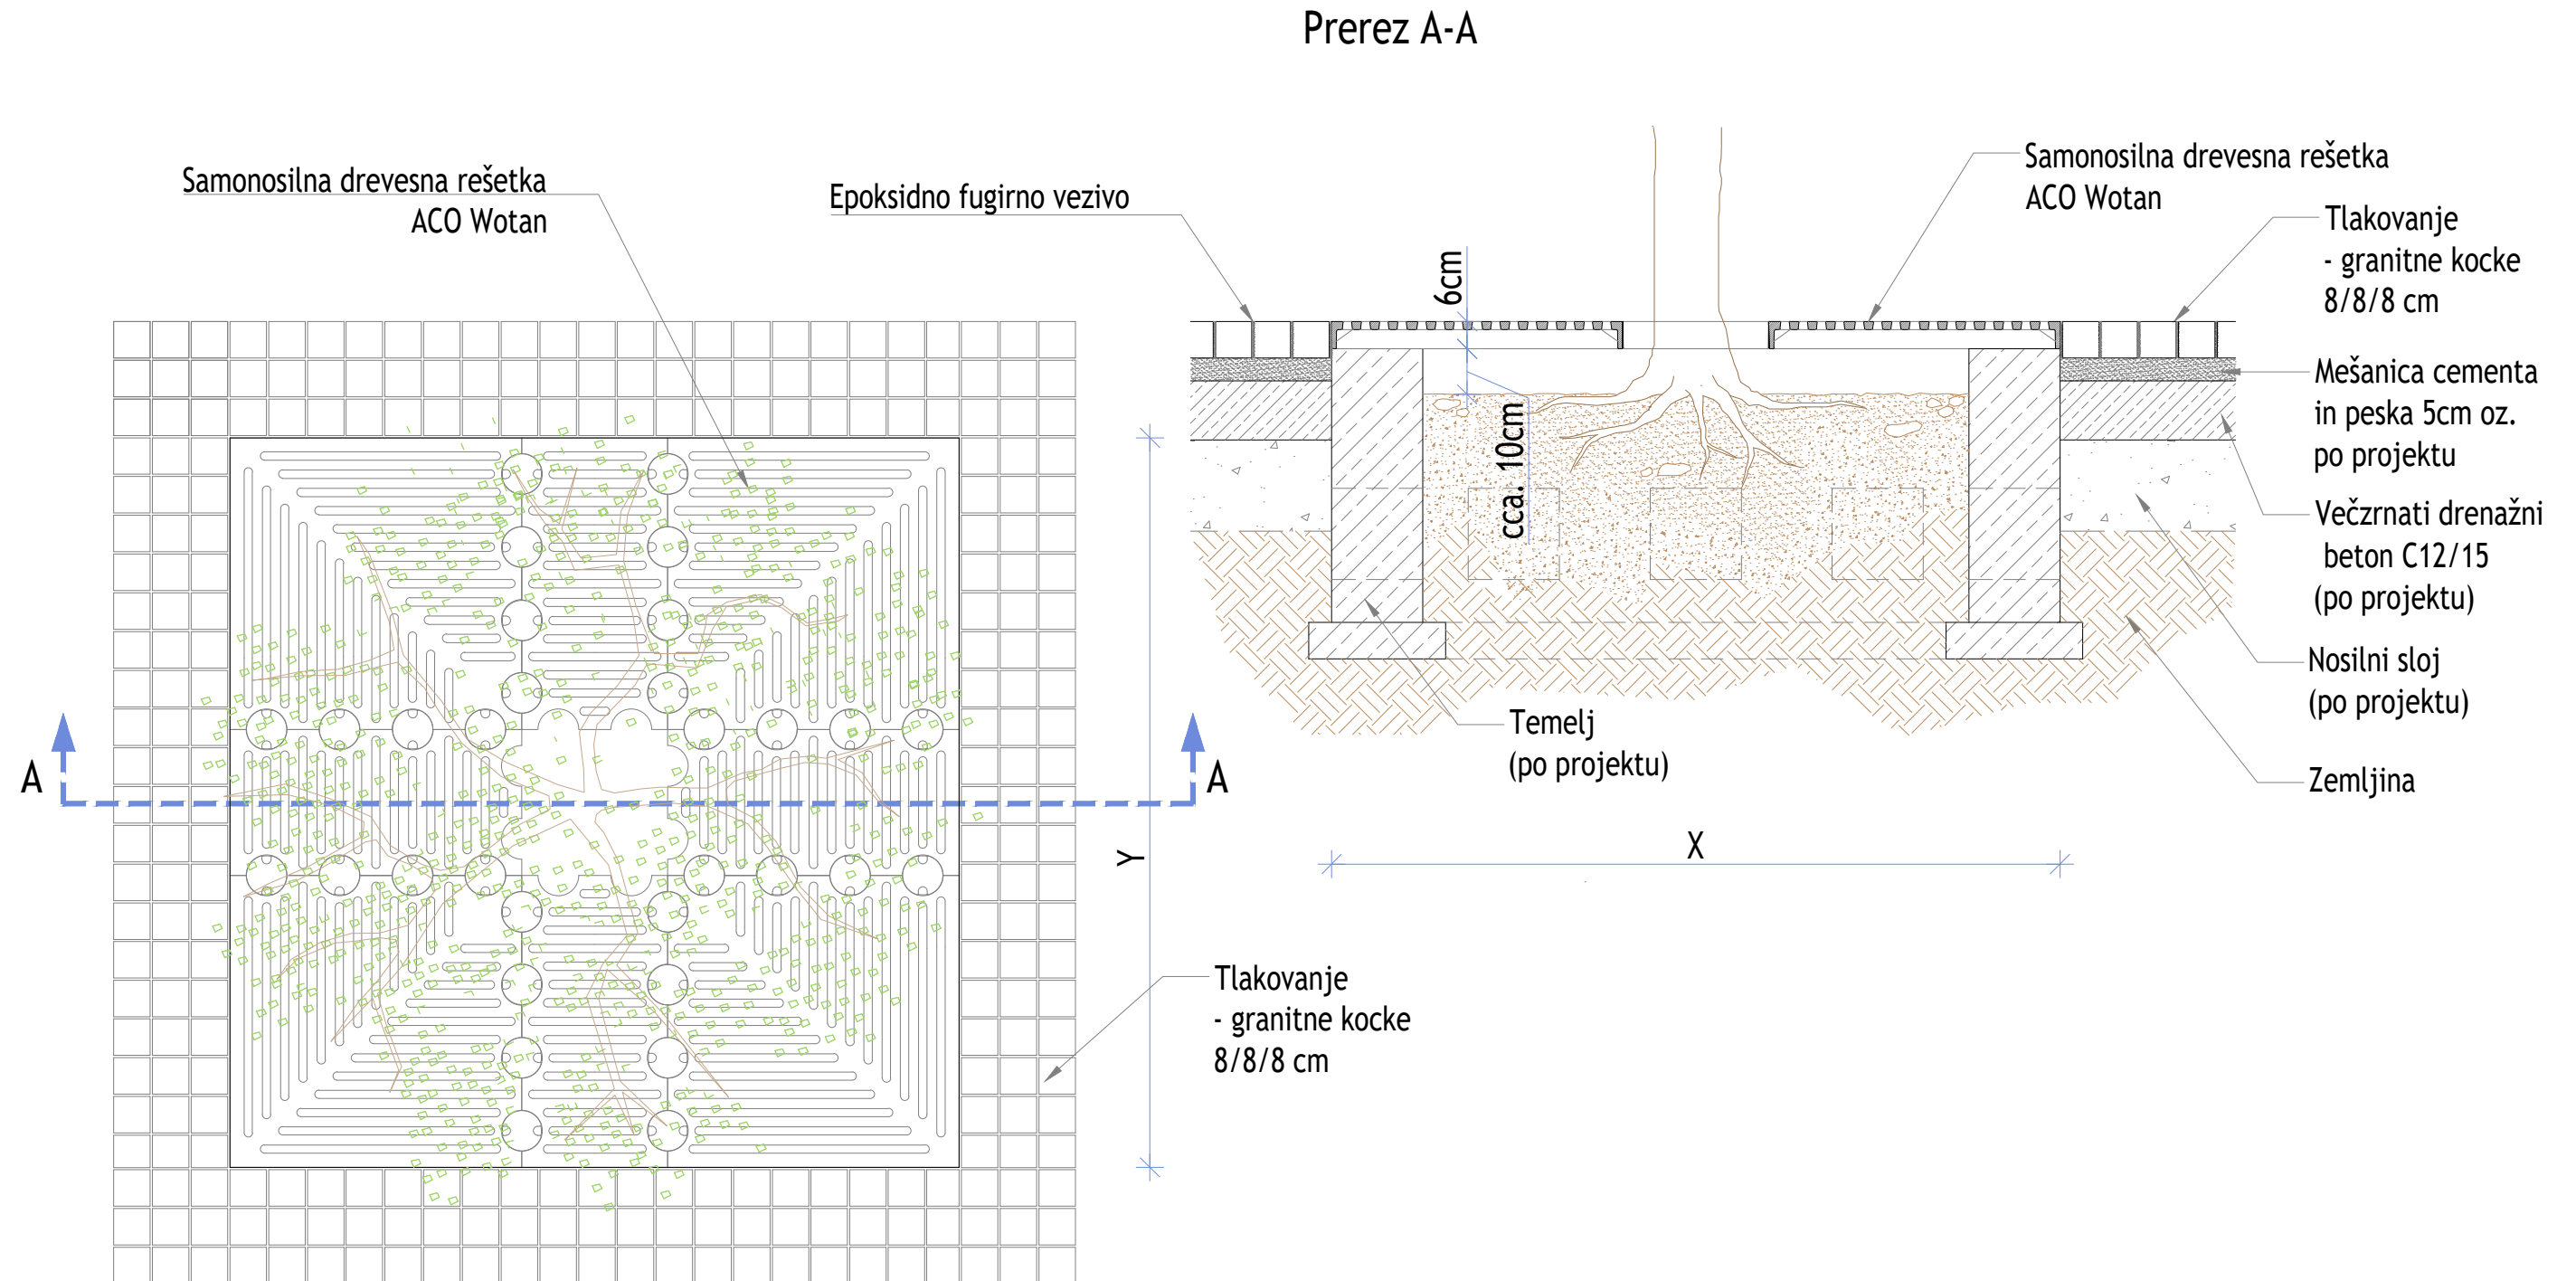 Prerez A-A
Samonosilna drevesna rešetka
ACO Wotan
Epoksidno fugirno vezivo
Samonosilna drevesna rešetka
ACO Wotan
Tlakovanje
- granitne kocke
8/8/8 cm
6cm
cca. 10cm
Mešanica cementa
in peska 5cm oz.
po projektu
Večzrnati drenažni
beton C12/15
(po projektu)
Nosilni sloj
(po projektu)
Zemljina
Temelj
(po projektu)
A
A
Y
X
Tlakovanje
- granitne kocke
8/8/8 cm